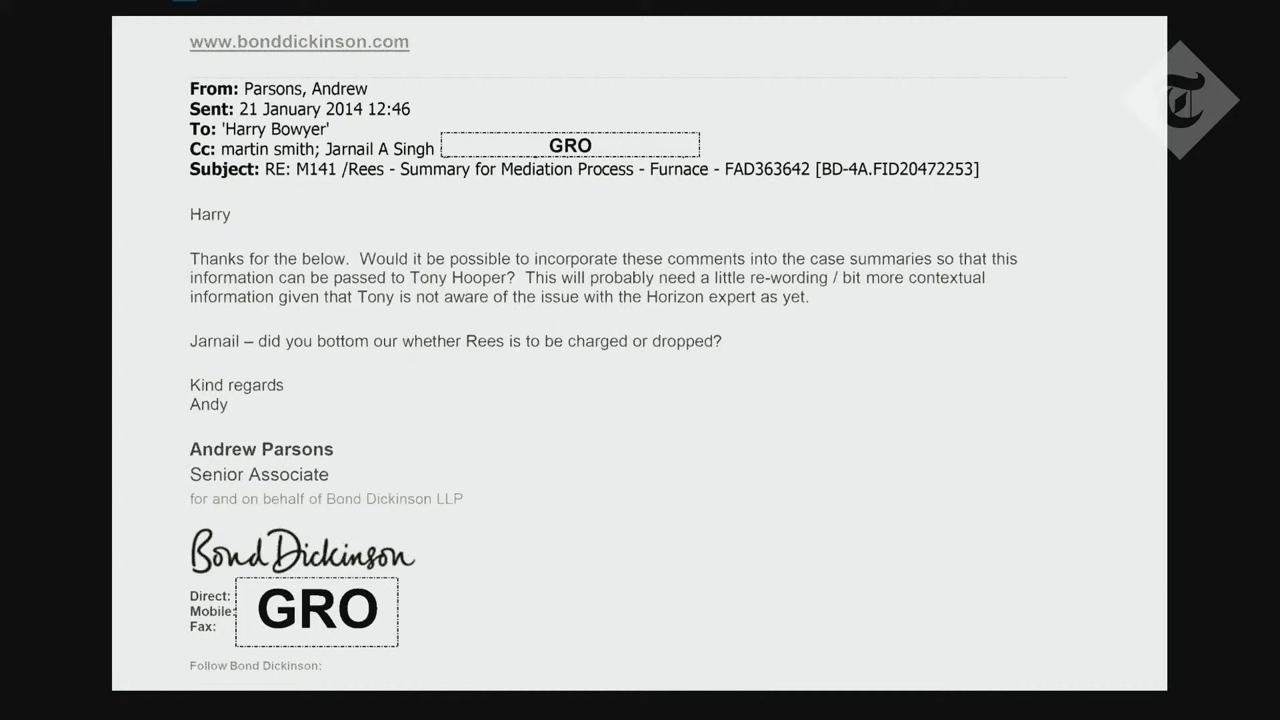 www.bonddickinson.com
From: Parsons, Andrew
Sent: 21 January 2014 12:46
To: 'Harry Bowyer'
Cc: martin smith; Jarnail A Singh GRO
Subject: RE: M141 /Rees - Summary for Mediation Process - Furnace - FAD363642 [BD-4A.FID20472253]
Harry
Thanks for the below. Would it be possible to incorporate these comments into the case summaries so that this
information can be passed to Tony Hooper? This will probably need a little re-wording / bit more contextual
information given that Tony is not aware of the issue with the Horizon expert as yet.
Jarnail – did you bottom our whether Rees is to be charged or dropped?
Kind regards
Andy
Andrew Parsons
Senior Associate
for and on behalf of Bond Dickinson LLP
Bond Dickinson
Direct:
Mobile: GRO
Fax:
Follow Bond Dickinson:
T